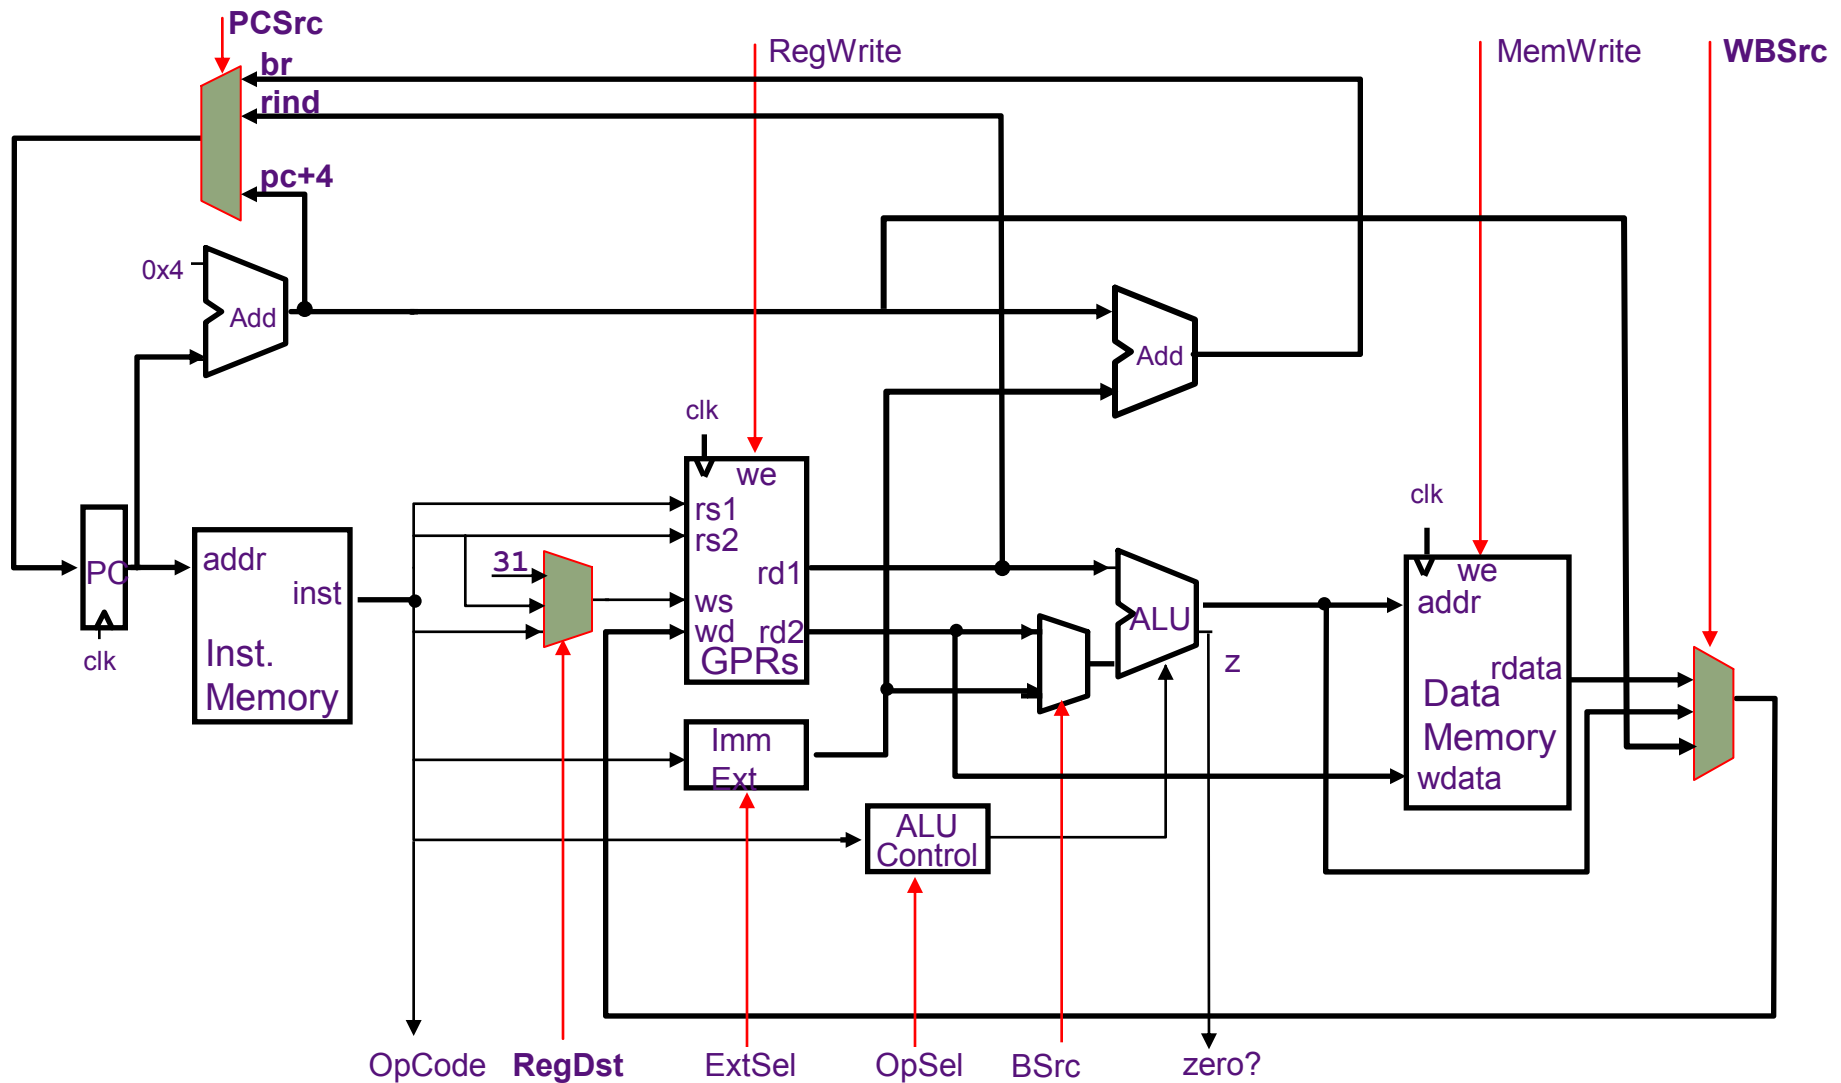 PCSrc
br
rind
pc+4
RegWrite
MemWrite
WBSrc
0x4
Add
Add
clk
we
rs1
rs2
rd1
ws
wd
rd2
GPRs
31
PC
clk
addr
inst
Inst.
Memory
ALU
z
clk
we
addr
rdata
Data
Memory
wdata
Imm
Ext
ALU
Control
OpCode
RegDst
ExtSel
OpSel
BSrc
zero?